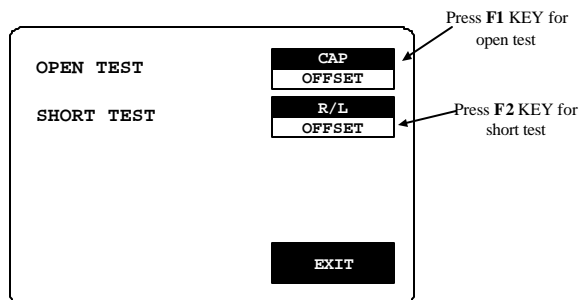 Press F1 KEY for
open test
OPEN TEST
CAP
OFFSET
SHORT TEST
R/L
OFFSET
Press F2 KEY for
short test
EXIT